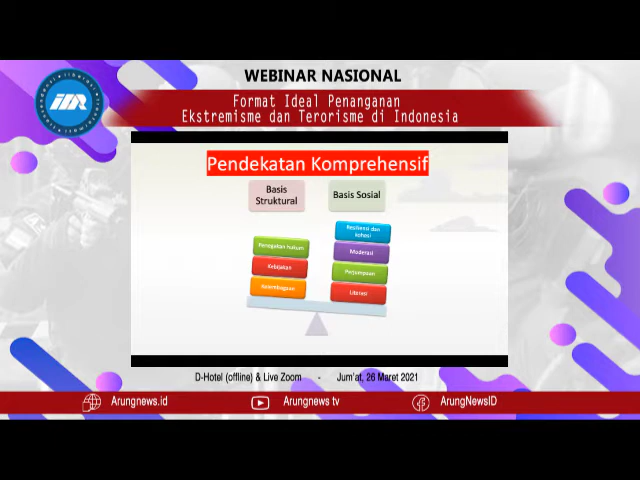 WEBINAR NASIONAL
Format Ideal Penanganan
Ekstremisme dan Terorisme di Indonesia
Pendekatan Komprehensif
Basis
Struktural
Basis Sosial
Resiliensi dan
kohesi
Penegakan hukum
Moderasi
Kebijakan
Perjumpaan
Kelembagaan
Literasi
D-Hotel (offline) & Live Zoom - Jum'at, 26 Maret 2021
Arungnews.id
Arungnews tv
ArungNewsID